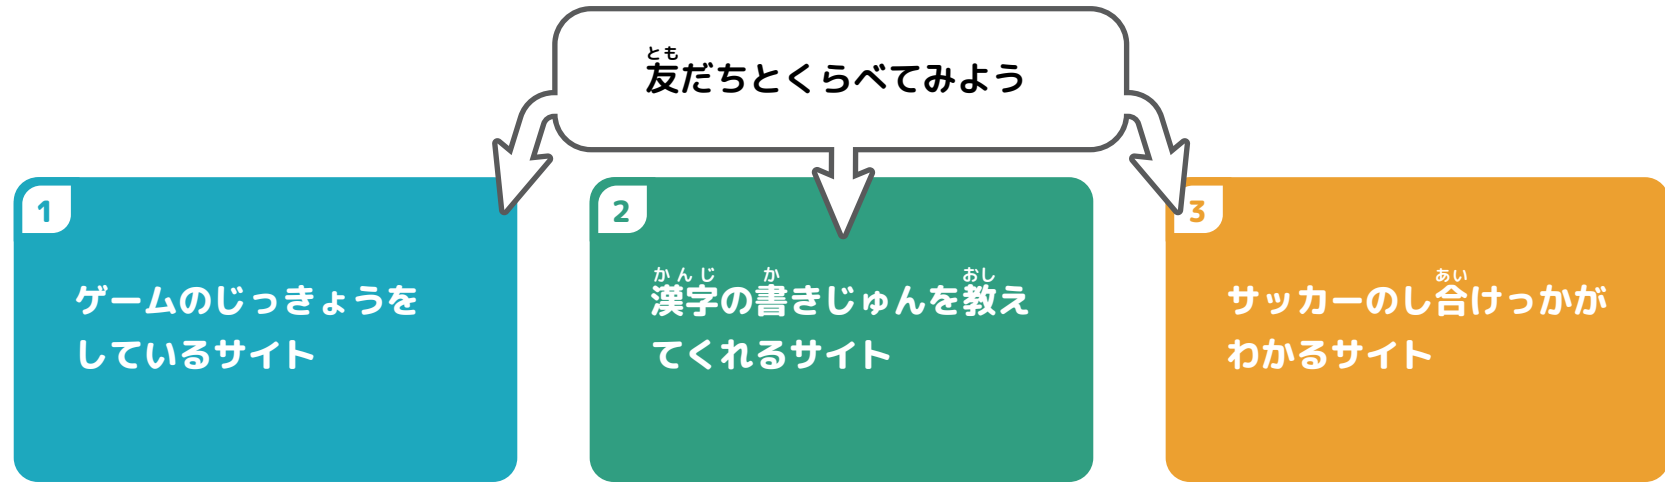 とも
友だちとくらべてみよう
1
ゲームのじっきょうを
しているサイト
2
かんじ か おし
漢字の書きじゅんを教え
てくれるサイト
3
あい
サッカーのし合けっかが
わかるサイト